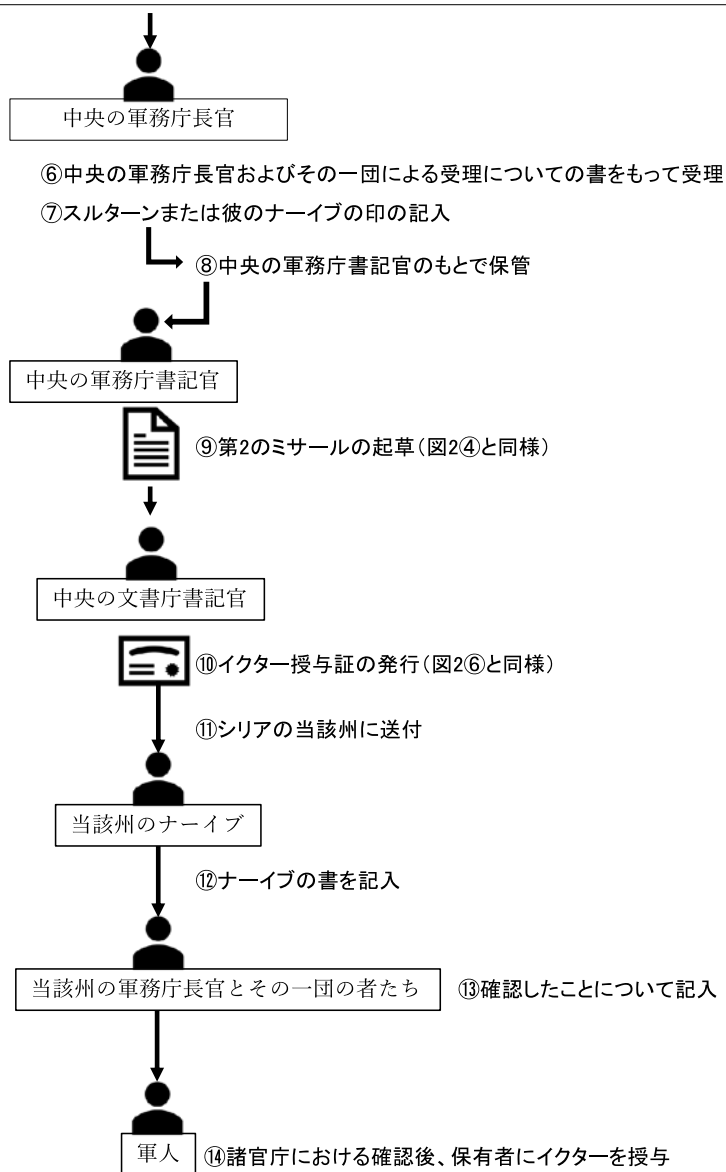 中央の軍務庁長官
⑥中央の軍務庁長官およびその一団による受理についての書をもって受理
⑦スルターンまたは彼のナーイブの印の記入
⑧中央の軍務庁書記官のもとで保管
中央の軍務庁書記官
⑨第2のミサールの起草(図2④と同様)
中央の文書庁書記官
⑩イクター授与証の発行(図2⑥と同様)
⑪シリアの当該州に送付
当該州のナーイブ
⑫ナーイブの書を記入
当該州の軍務庁長官とその一団の者たち
⑬確認したことについて記入
軍人
⑭諸官庁における確認後、保有者にイクターを授与